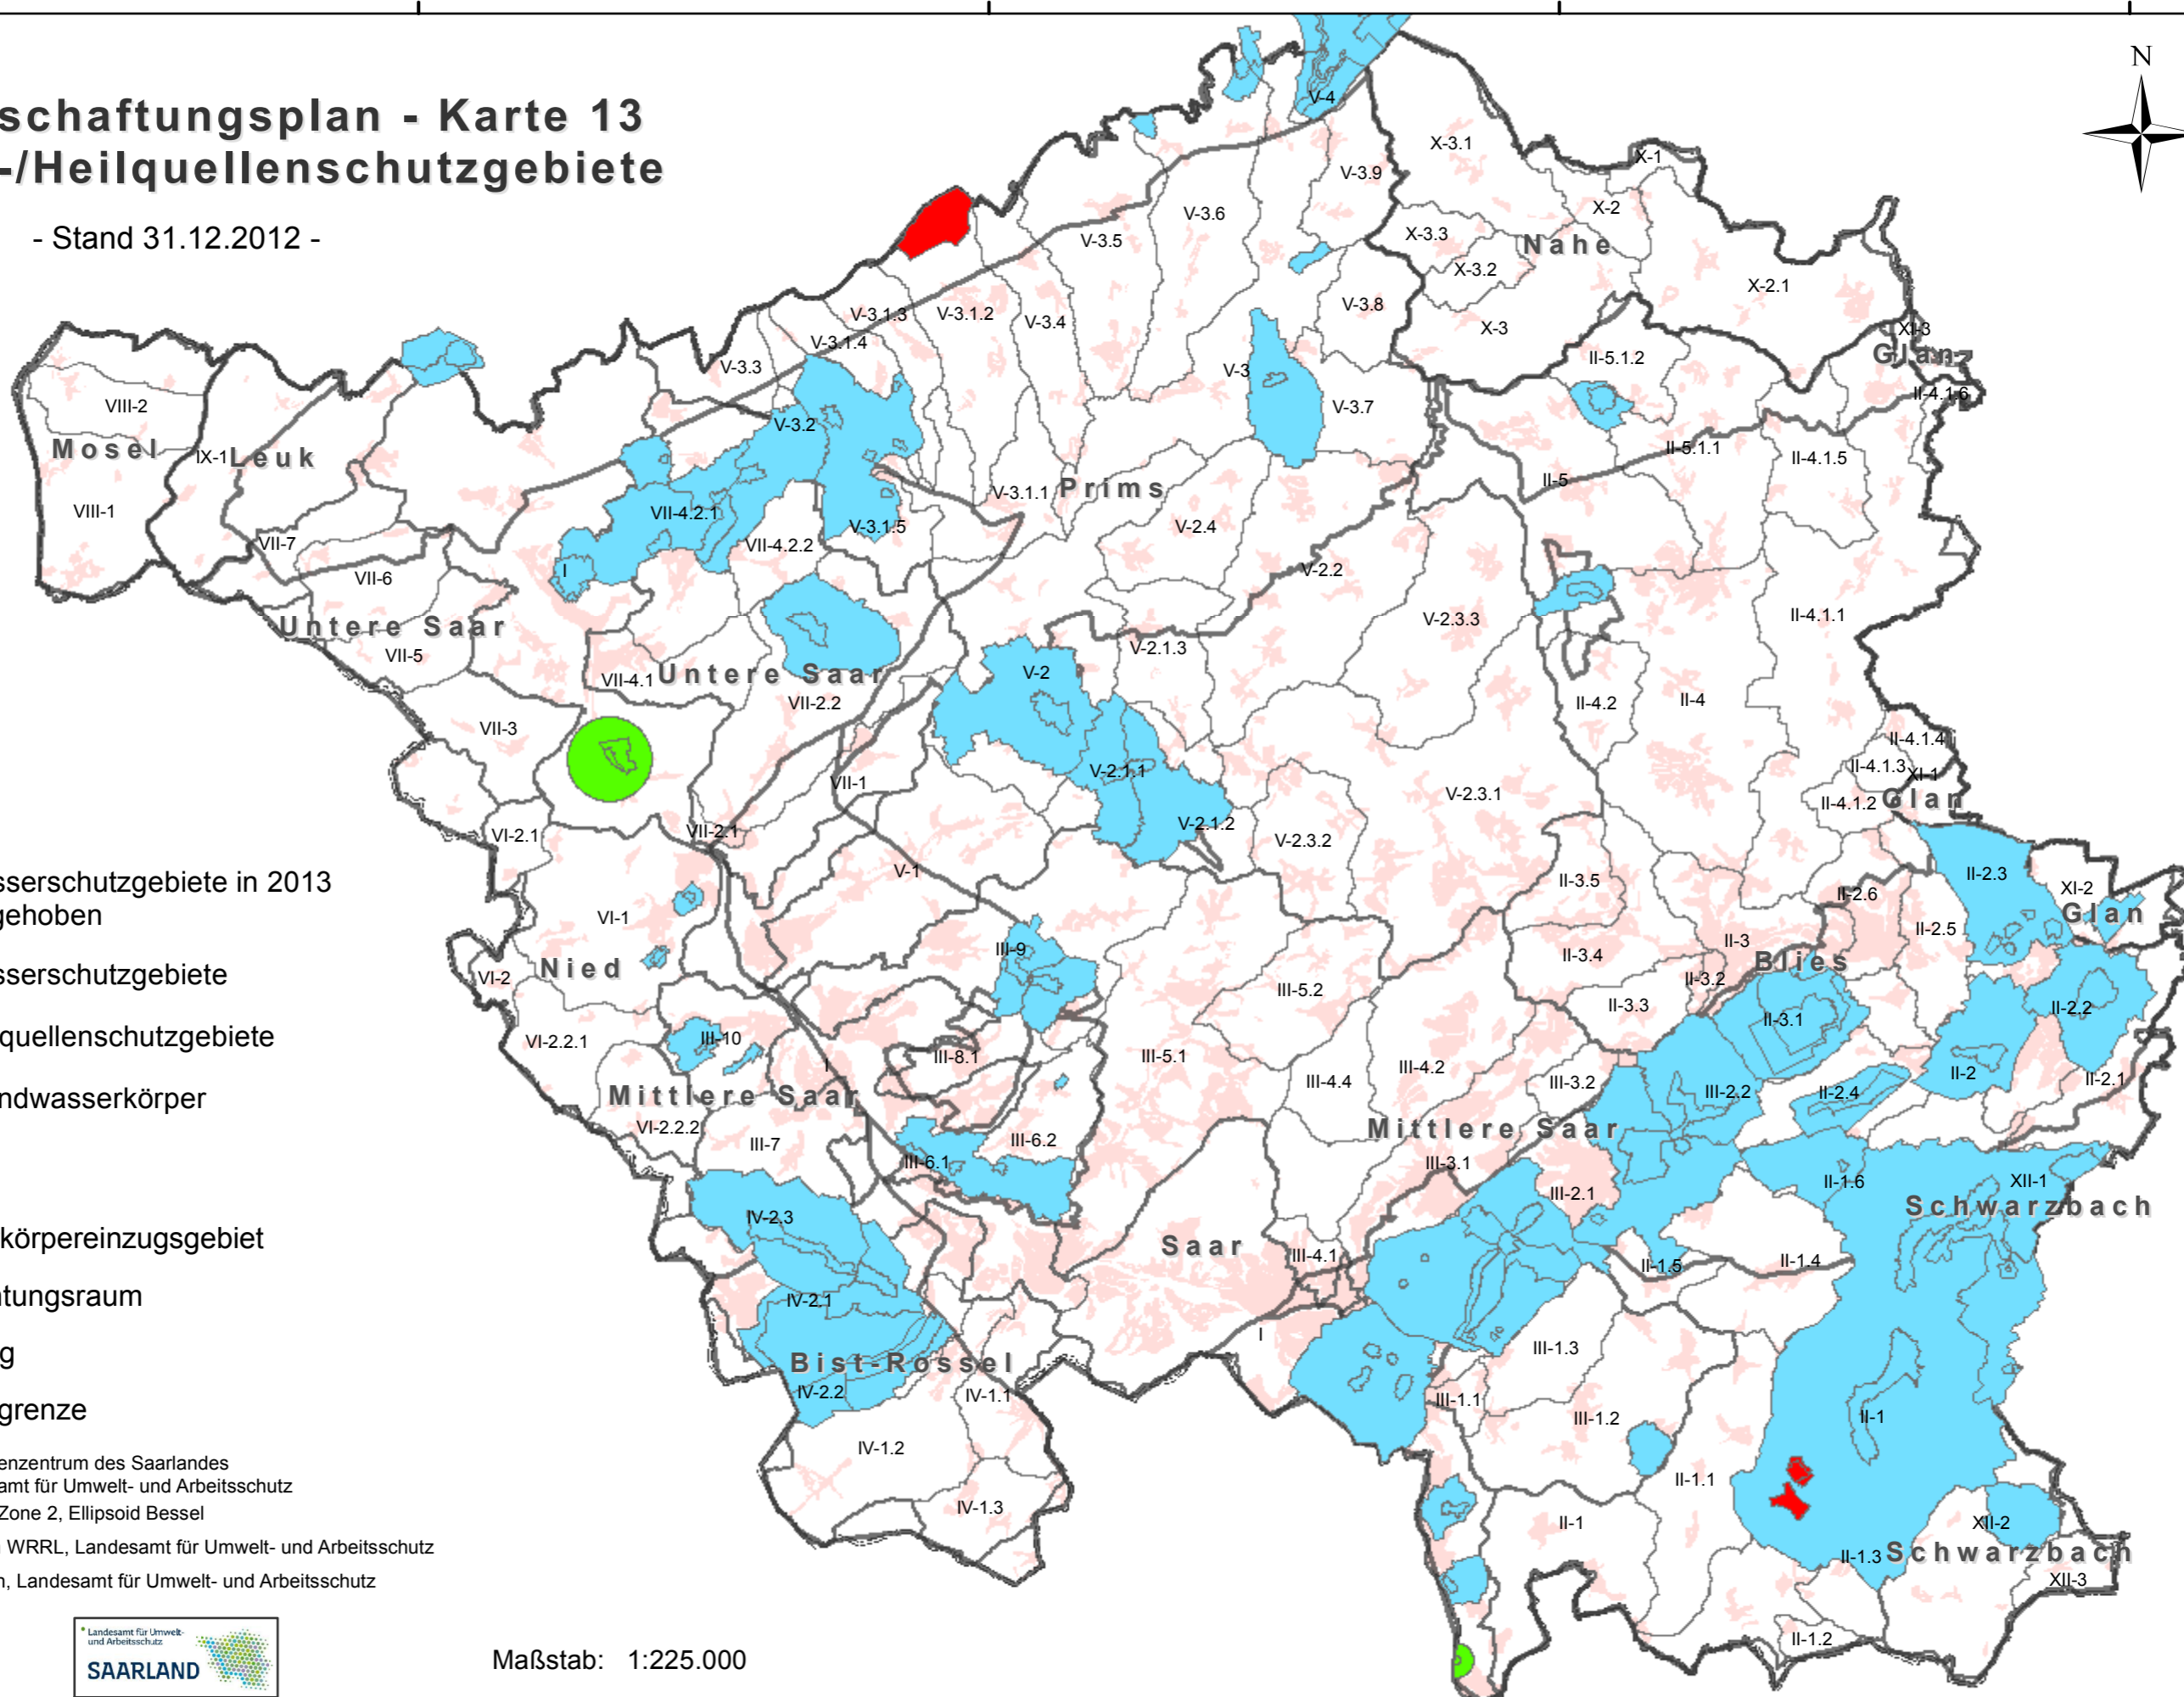 schaftungsplan - Karte 13
-/Heilquellenschutzgebiete
- Stand 31.12.2012 -
N
V-4
X-3.1
X-1
V-3.9
X-2
V-3.6
X-3.3
V-3.5
Nahe
X-3.2
X-2.1
V-3.8
V-3.1.3
V-3.1.2
V-3.4
X-3
XI-3
V-3.1.4
Glanz
II-5.1.2
V-3.3
V-3
II-4.1.6
VIII-2
V-3.7
V-3.2
Mosel
IX-1
Leuk
II-5.1.1
II-4.1.5
II-5
V-3.1.1
Prims
VIII-1
VII-4.2.1
V-3.1.5
V-2.4
VII-7
VII-4.2.2
I
V-2.2
VII-6
II-4.1.1
V-2.3.3
Untere Saar
VII-5
V-2.1.3
V-2
VII-4.1
Untere Saar
VII-2.2
II-4.2
II-4
VII-3
II-4.1.4
II-4.1.3
XI-1
V-2.1.1
VII-1
V-2.3.1
II-4.1.2
Glan
V-2.1.2
VII-2.1
VI-2.1
V-2.3.2
V-1
II-3.5
II-2.3
sserschutzgebiete in 2013
gehoben
XI-2
II-2.6
Glan
VI-1
II-2.5
III-9
II-3
II-3.4
Blies
Nied
VI-2
sserschutzgebiete
II-3.2
III-5.2
II-3.3
II-2.2
II-3.1
quellenschutzgebiete
VI-2.2.1
III-10
III-8.1
III-5.1
I
III-4.2
II-2
III-4.4
III-3.2
II-2.1
ndwasserkörper
Mittlere Saar
III-2.2
II-2.4
VI-2.2.2
Mittlere Saar
III-7
III-6.2
III-6.1
III-3.1
II-1.6
XII-1
III-2.1
Schwarzbach
IV-2.3
körpereinzugsgebiet
Saar
III-4.1
II-1.5
II-1.4
htungsraum
IV-2.1
I
g
Bist-Rossel
III-1.3
IV-2.2
IV-1.1
III-1.1
grenze
III-1.2
II-1
IV-1.2
enzentrum des Saarlandes
amt für Umwelt- und Arbeitsschutz
II-1.1
Zone 2, Ellipsoid Bessel
IV-1.3
II-1
XII-2
WRRL, Landesamt für Umwelt- und Arbeitsschutz
II-1.3
Schwarzbach
n, Landesamt für Umwelt- und Arbeitsschutz
XII-3
Landesamt für Umwelt-
und Arbeitsschutz
SAARLAND
II-1.2
Maßstab: 1:225.000